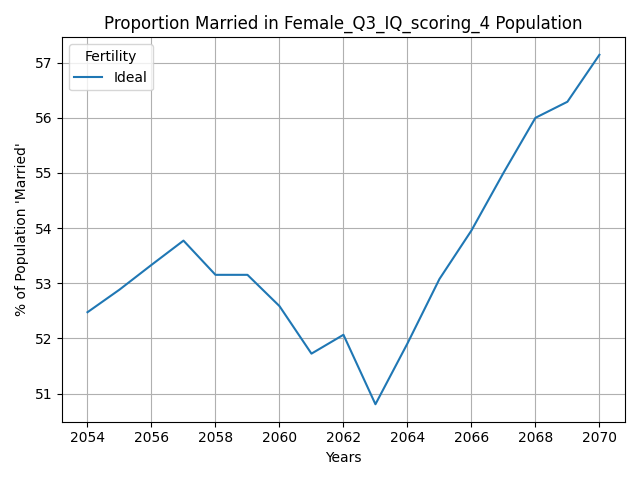 Proportion Married in Female_Q3_IQ_scoring_4 Population
Fertility
Ideal
% of Population 'Married'
57
56
55
54
53
52
51
2054 2056 2058 2060 2062 2064 2066 2068 2070
Years